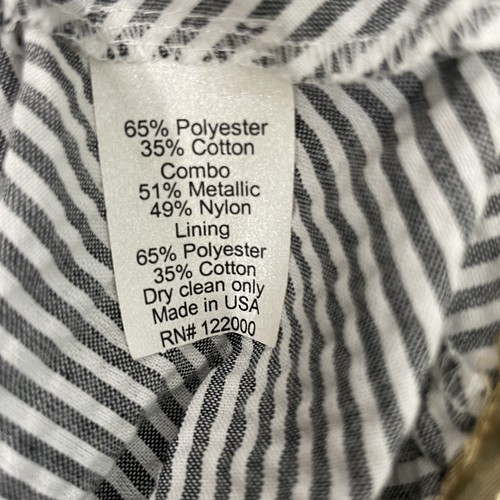 65% Polyester
35% Cotton
Combo
51% Metallic
49% Nylon
Lining
65% Polyester
35% Cotton
Dry clean only
Made in USA
RN# 122000